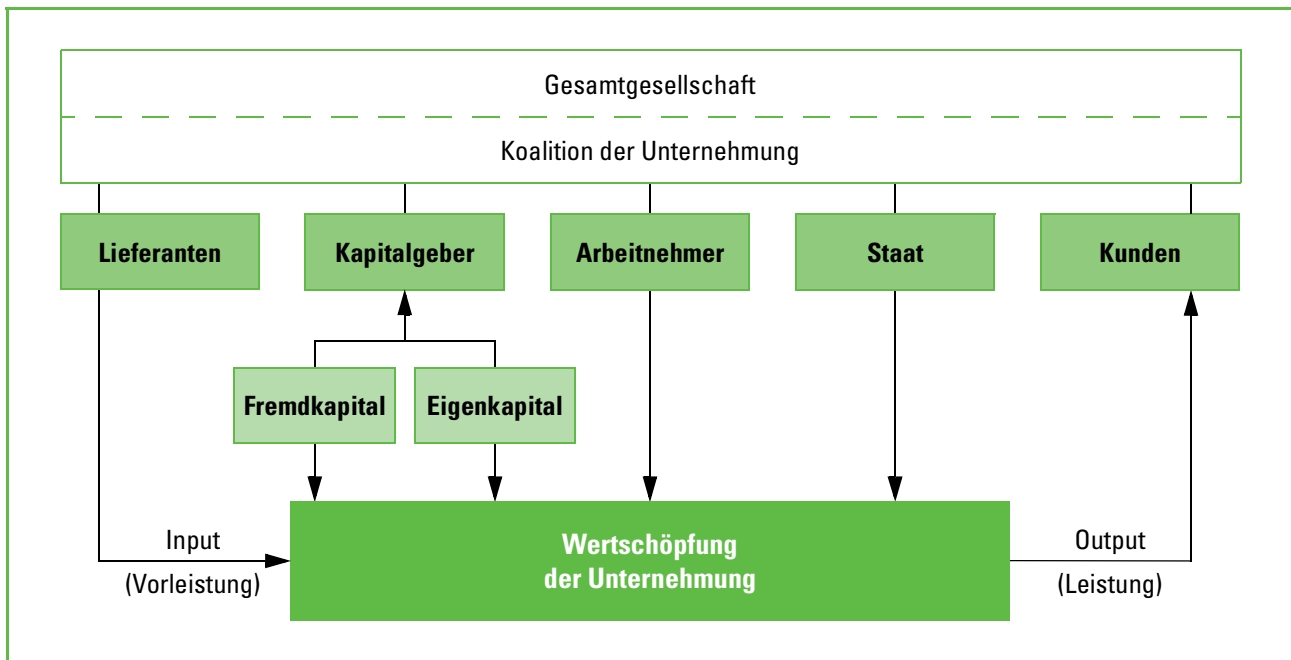 Gesamtgesellschaft
Koalition der Unternehmung
Lieferanten
Kapitalgeber
Arbeitnehmer
Staat
Kunden
Fremdkapital
Eigenkapital
Input
(Vorleistung)
Wertschöpfung
der Unternehmung
Output
(Leistung)